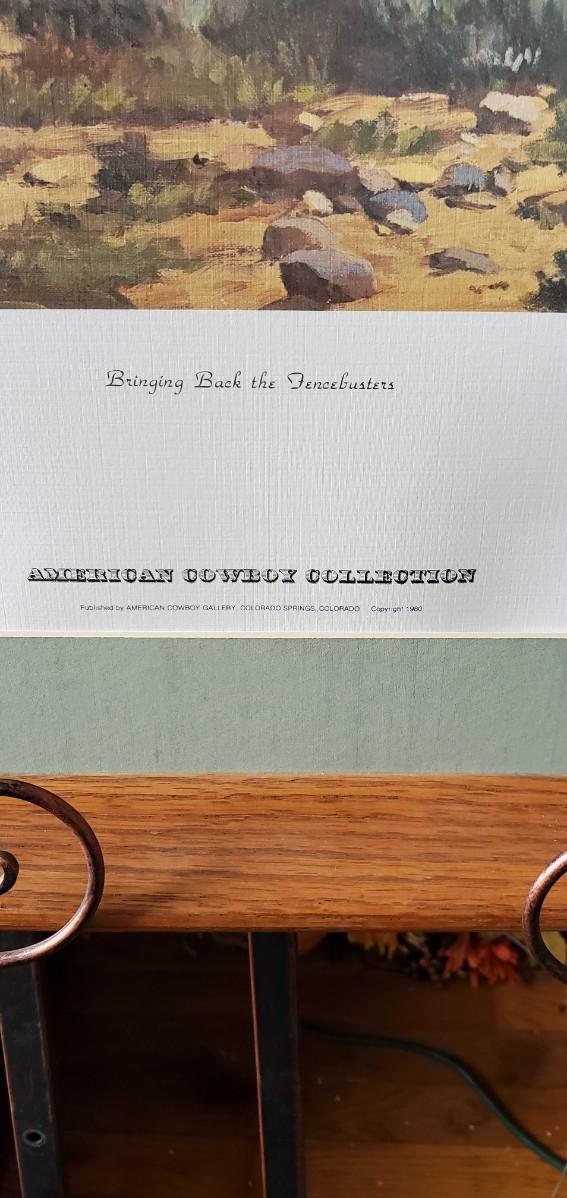 Bringing Back the Fencebusters
AMERICAN COWBOY COLLECTION
Published by AMERICAN COWBOY GALLERY, COLORADO SPRINGS, COLORADO Copyright 1980